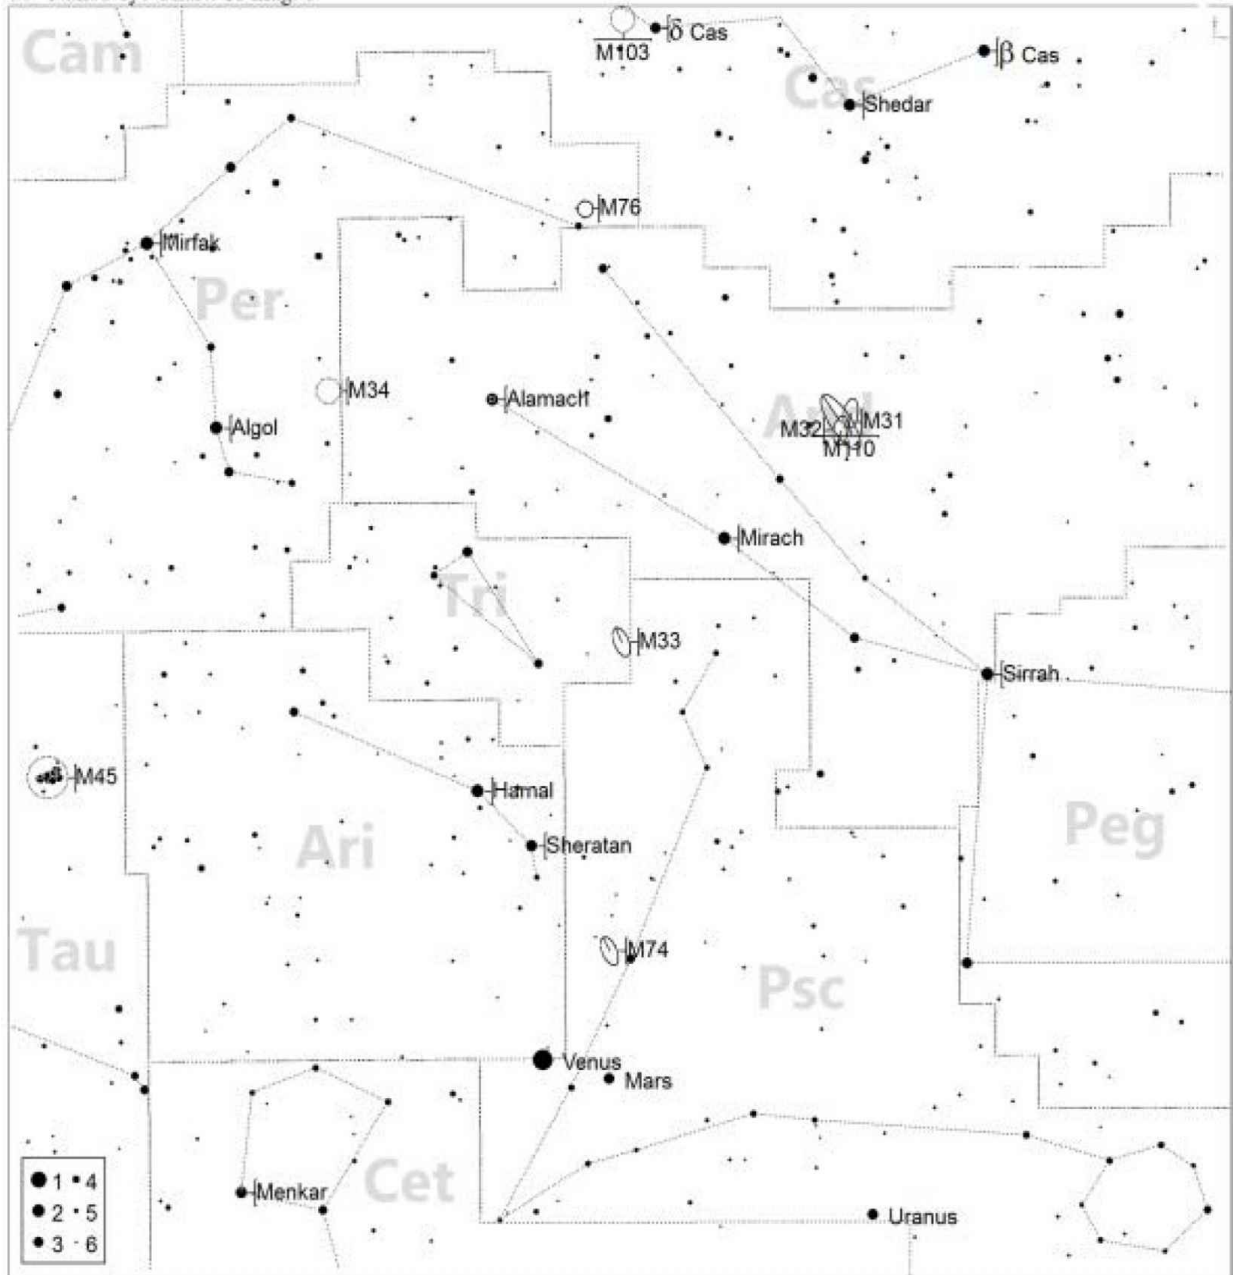 Cam
δ Cas
M103
β Cas
Cas
Shedar
M76
Mirfak
Per
M34
Alamach
And
M31
M32
M110
Algol
Mirach
Tri
M33
Sirrah
M45
Hamal
Peg
Ari
Sheratan
Tau
M74
Psc
Venus
Mars
Cet
Menkar
Uranus
1 4
2 5
3 6